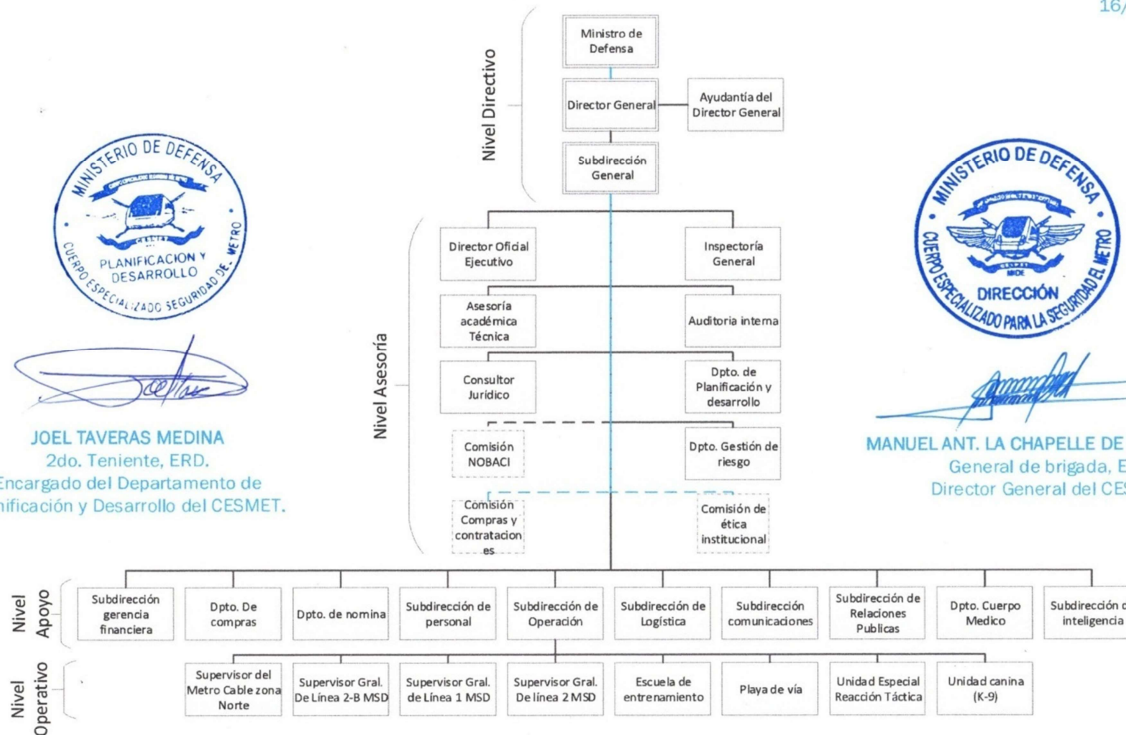 16/
Ministro de
Defensa
Nivel Directivo
Director General
Ayudantía del
Director General
Subdirección
General
MINISTERIO DE DEFENSA
CESMET
PLANIFICACION Y
DESARROLLO
CUERPO ESPECIALIZADO SEGURIDAD DEL METRO
MINISTERIO DE DEFENSA
MIDE
DIRECCIÓN
CUERPO ESPECIALIZADO PARA LA SEGURIDAD EL METRO
Nivel Asesoría
Director Oficial
Ejecutivo
Inspectoría
General
Asesoría
académica
Técnica
Auditoria interna
Consultor
Jurídico
Dpto. de
Planificación y
desarrollo
Comisión
NOBACI
Dpto. Gestión de
riesgo
Comisión
Compras y
contratacion
es
Comisión de
ética
institucional
JOEL TAVERAS MEDINA
2do. Teniente, ERD.
Encargado del Departamento de
nificación y Desarrollo del CESMET.
MANUEL ANT. LA CHAPELLE DE
General de brigada, E
Director General del CES
Nivel
Apoyo
Subdirección
gerencia
financiera
Dpto. De
compras
Dpto. de nomina
Subdirección de
personal
Subdirección de
Operación
Subdirección de
Logística
Subdirección
comunicaciones
Subdirección de
Relaciones
Publicas
Dpto. Cuerpo
Medico
Subdirección d
inteligencia
Nivel
Operativo
Supervisor del
Metro Cable zona
Norte
Supervisor Gral.
De Línea 2-B MSD
Supervisor Gral.
de Línea 1 MSD
Supervisor Gral.
De línea 2 MSD
Escuela de
entrenamiento
Playa de vía
Unidad Especial
Reacción Táctica
Unidad canina
(K-9)